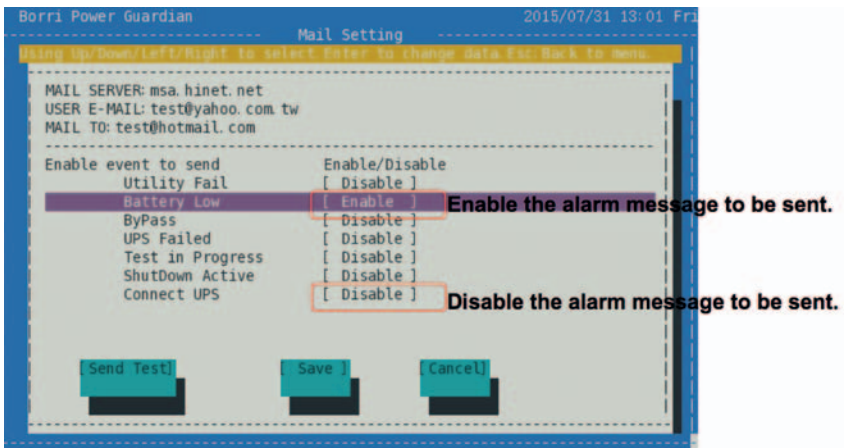 Borri Power Guardian 2015/07/31 13:01 Fri
Mail Setting
Using Up/Down/Left/Right to select Enter to change data Esc Back to menu.
MAIL SERVER: msa. hinet. net
USER E-MAIL: test@yahoo. com. tw
MAIL TO: test@hotmail. com
Enable event to send Enable/Disable
Utility Fail [ Disable ]
Battery Low [ Enable ] Enable the alarm message to be sent.
ByPass [ Disable ]
UPS Failed [ Disable ]
Test in Progress [ Disable ]
ShutDown Active [ Disable ]
Connect UPS [ Disable ] Disable the alarm message to be sent.
[Send Test] [ Save ] [Cancel]